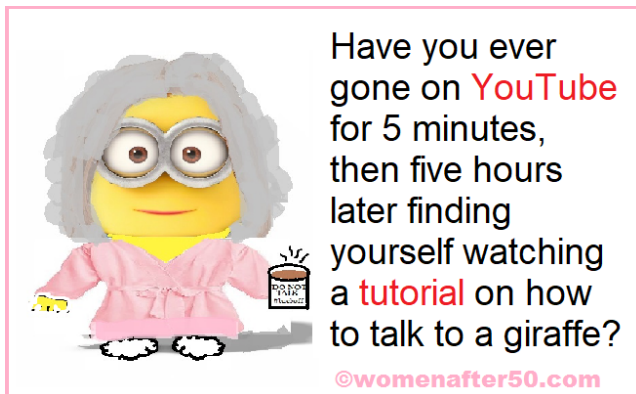 Have you ever
gone on YouTube
for 5 minutes,
then five hours
later finding
yourself watching
a tutorial on how
to talk to a giraffe?
DO NOT
TALK
©womenafter50.com